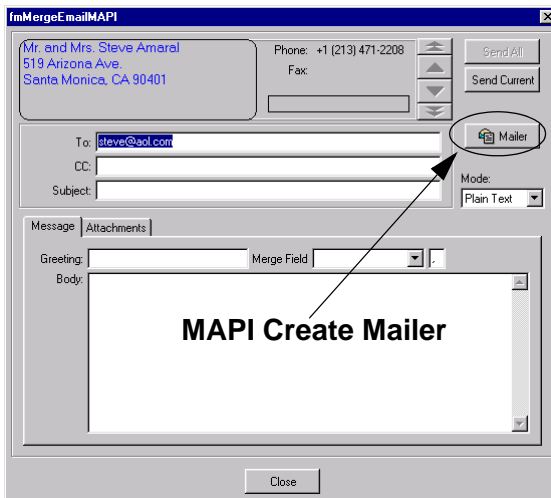 fmMergeEmailMAPI
Mr. and Mrs. Steve Amaral
519 Arizona Ave.
Santa Monica, CA 90401
Phone: +1 (213) 471-2208
Fax:
Send All
Send Current
To: steve@aol.com
Mailer
CC:
Subject:
Mode:
Plain Text
Message
Attachments
Greeting:
Merge Field
,
Body:
MAPI Create Mailer
Close